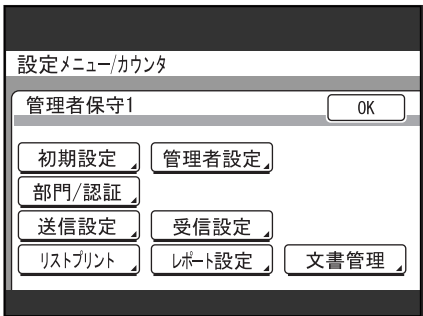 設定メニュー/カウンタ
管理者保守1 OK
初期設定 管理者設定
部門/認証
送信設定 受信設定
リストプリント レポート設定 文書管理